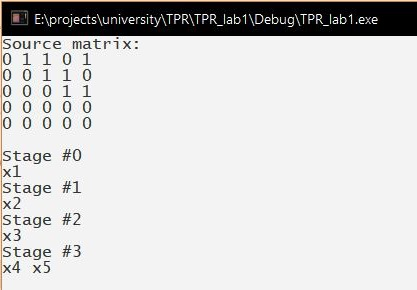 E:\projects\university\TPR\TPR_lab1\Debug\TPR_lab1.exe
Source matrix:
0 1 1 0 1
0 0 1 1 0
0 0 0 1 1
0 0 0 0 0
0 0 0 0 0
Stage #0
x1
Stage #1
x2
Stage #2
x3
Stage #3
x4 x5